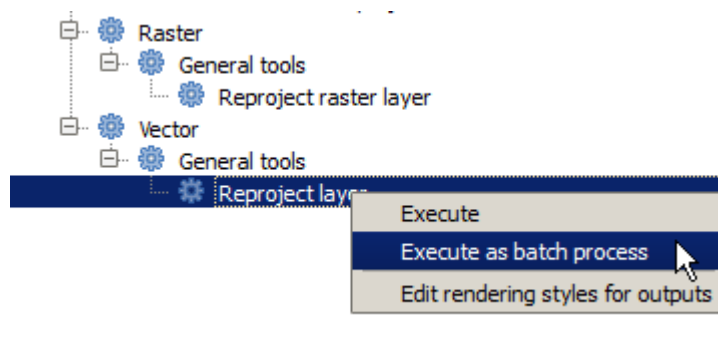 Raster
General tools
Reproject raster layer
Vector
General tools
Reproject layer
Execute
Execute as batch process
Edit rendering styles for outputs